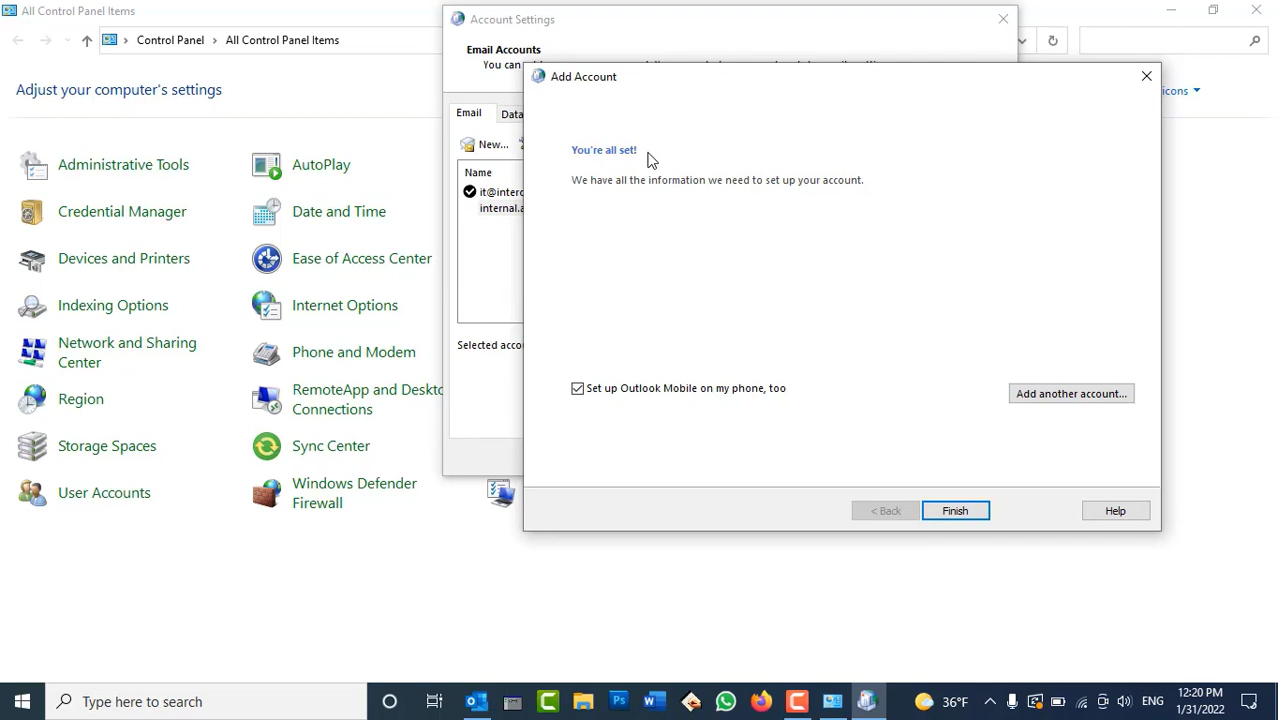 All Control Panel Items
Control Panel > All Control Panel Items
Adjust your computer's settings
icons
Administrative Tools
AutoPlay
Credential Manager
Date and Time
Devices and Printers
Ease of Access Center
Indexing Options
Internet Options
Network and Sharing
Center
Phone and Modem
Region
RemoteApp and Deskto
Connections
Storage Spaces
Sync Center
User Accounts
Windows Defender
Firewall
Account Settings
Email Accounts
Email
Data
New...
Name
internal.a
Selected accou
Add Account
You're all set!
We have all the information we need to set up your account.
Set up Outlook Mobile on my phone, too
Add another account...
< Back
Finish
Help
Type here to search
36°F
ENG
12:20 PM
1/31/2022